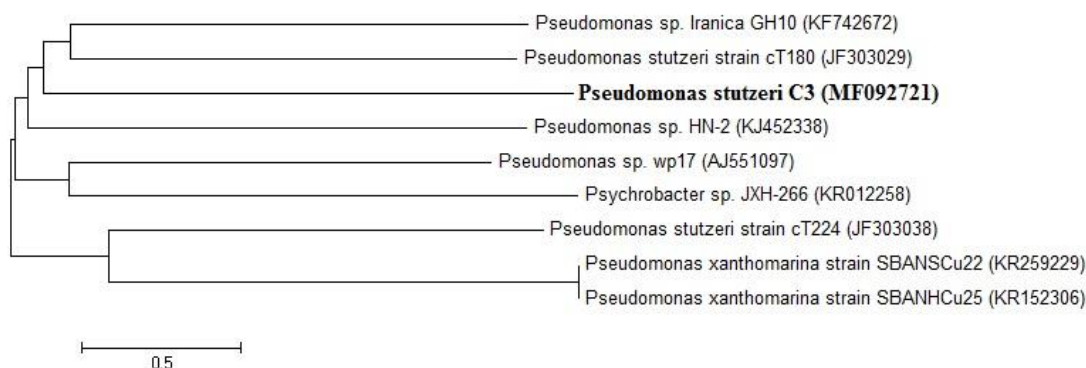 Pseudomonas sp. Iranica GH10 (KF742672)
Pseudomonas stutzeri strain cT180 (JF303029)
Pseudomonas stutzeri C3 (MF092721)
Pseudomonas sp. HN-2 (KJ452338)
Pseudomonas sp. wp17 (AJ551097)
Psychrobacter sp. JXH-266 (KR012258)
Pseudomonas stutzeri strain cT224 (JF303038)
Pseudomonas xanthomarina strain SBANSCu22 (KR259229)
Pseudomonas xanthomarina strain SBANHCu25 (KR152306)
0.5